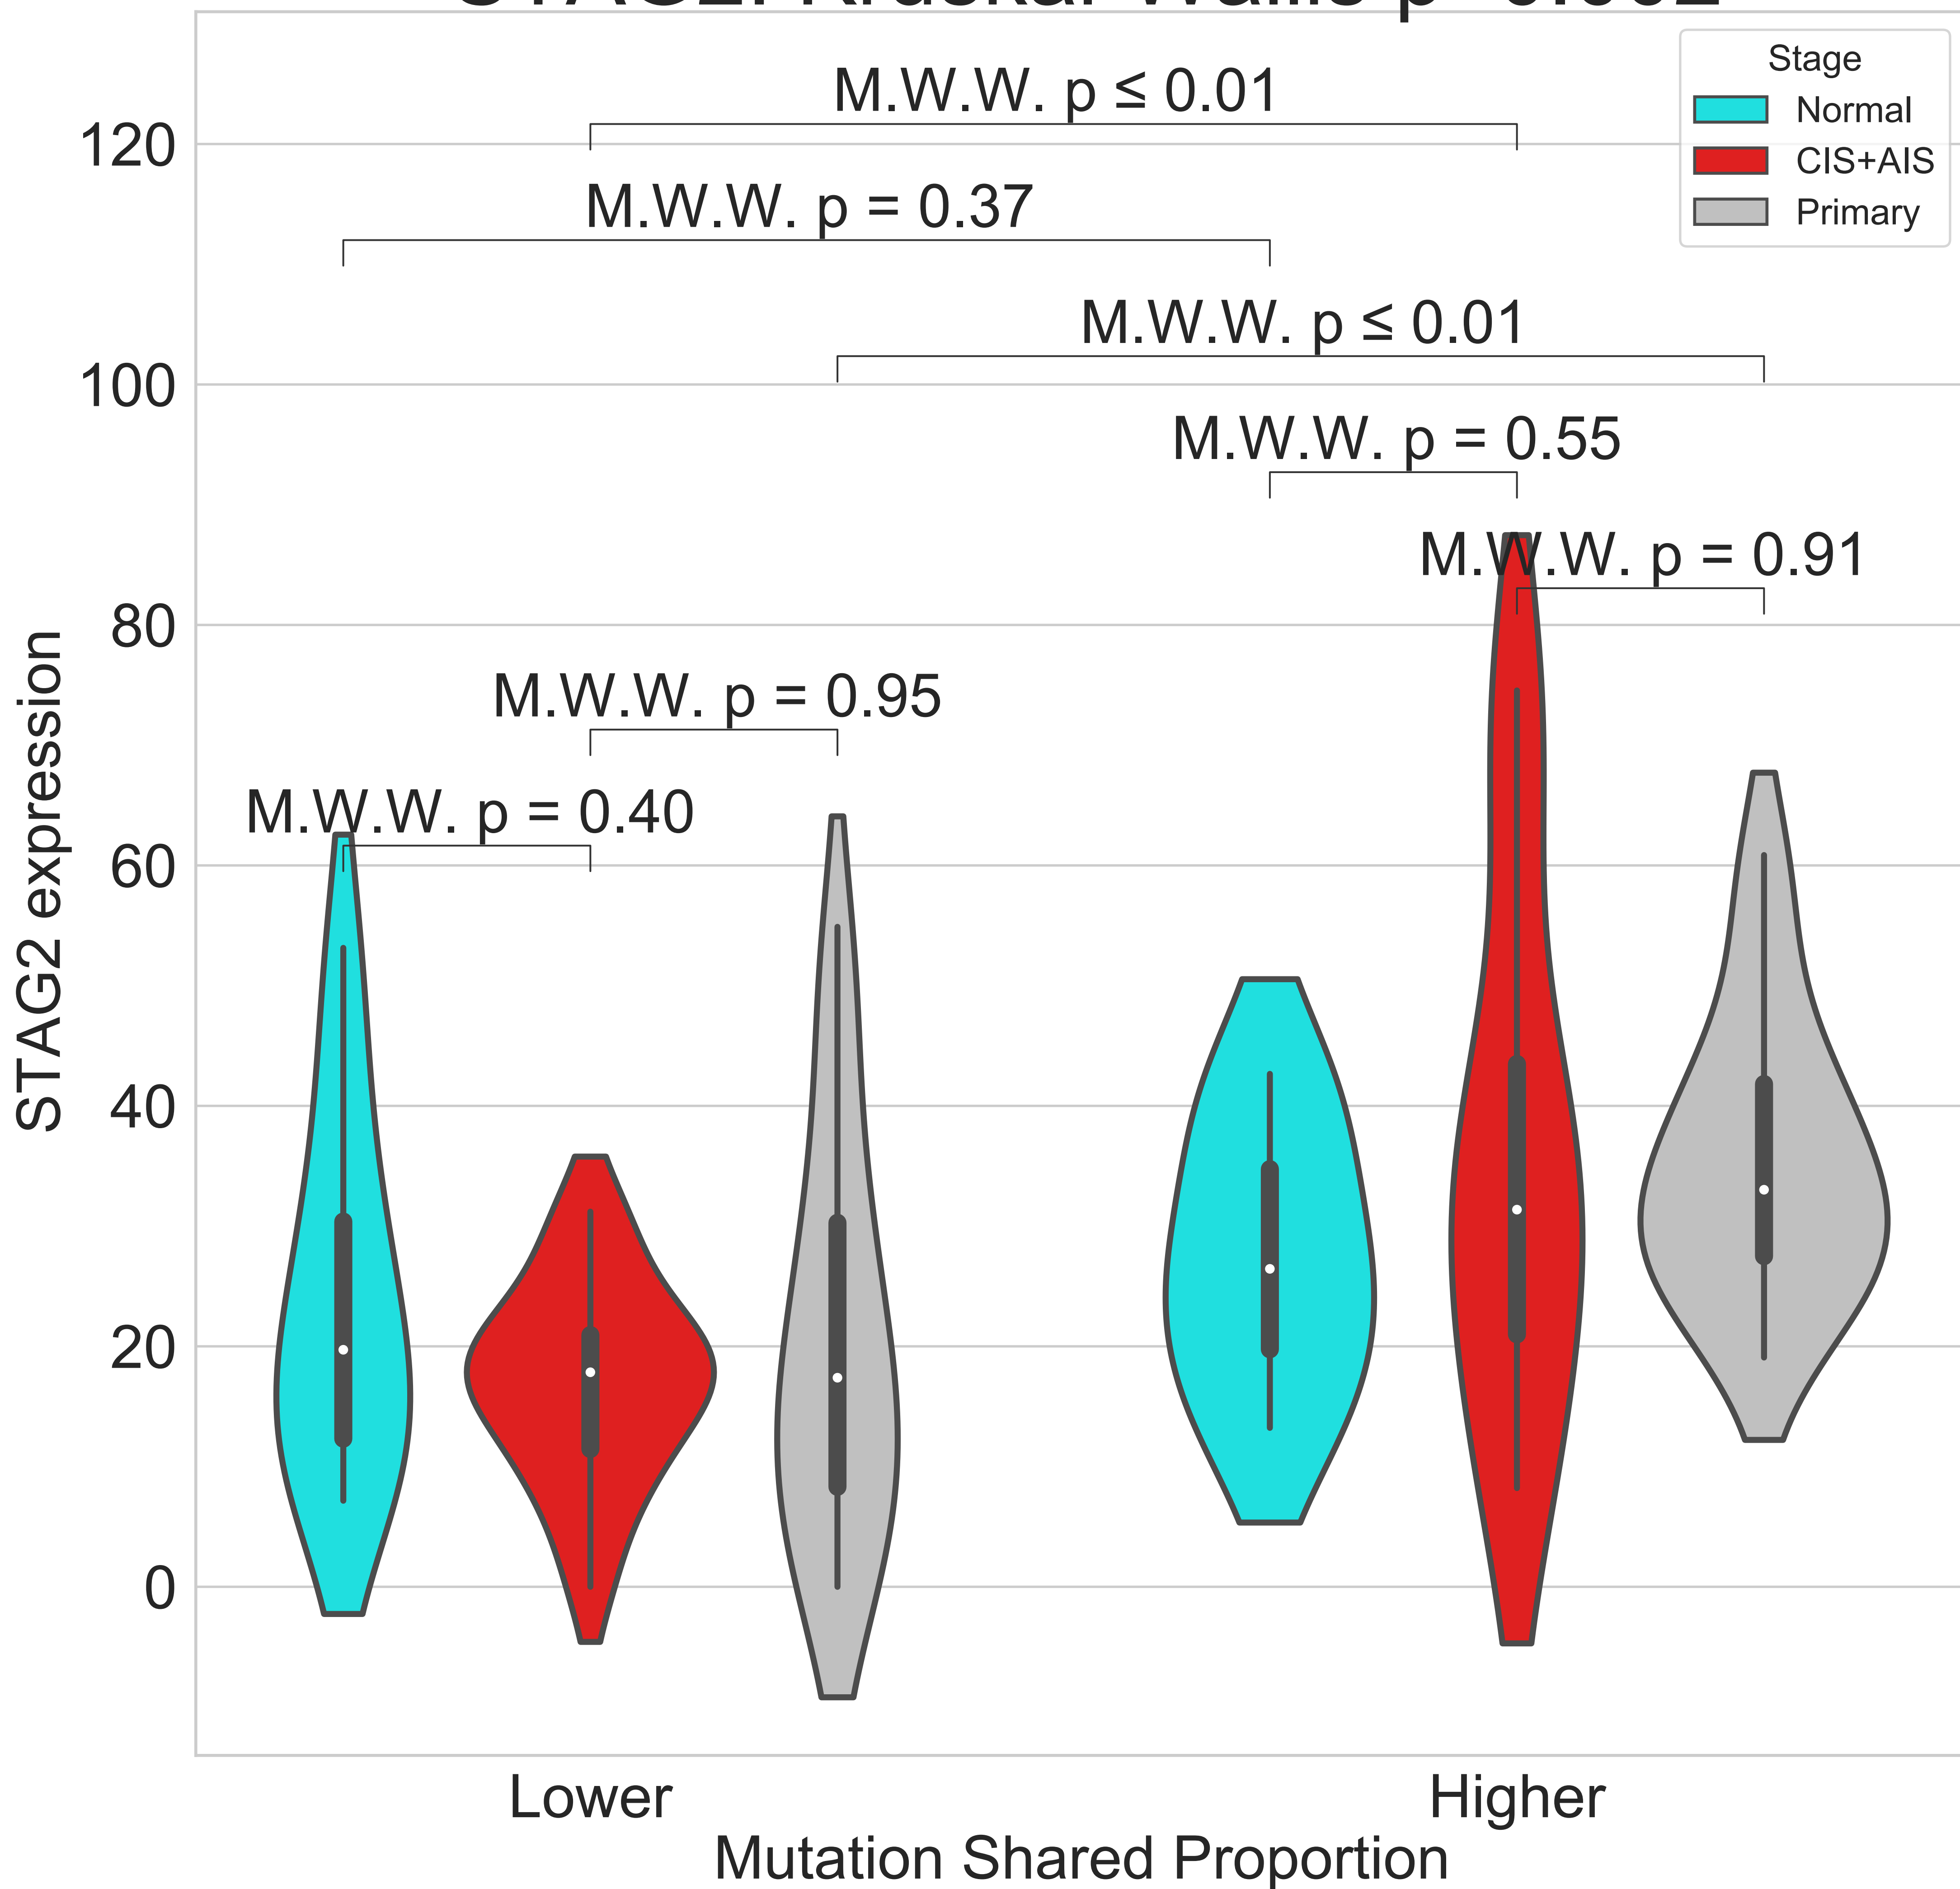 M.W.W. p ≤ 0.01
M.W.W. p = 0.37
M.W.W. p ≤ 0.01
M.W.W. p = 0.55
M.W.W. p = 0.91
M.W.W. p = 0.95
M.W.W. p = 0.40
Stage
Normal
CIS+AIS
Primary
STAG2 expression
120
100
80
60
40
20
0
Lower
Higher
Mutation Shared Proportion